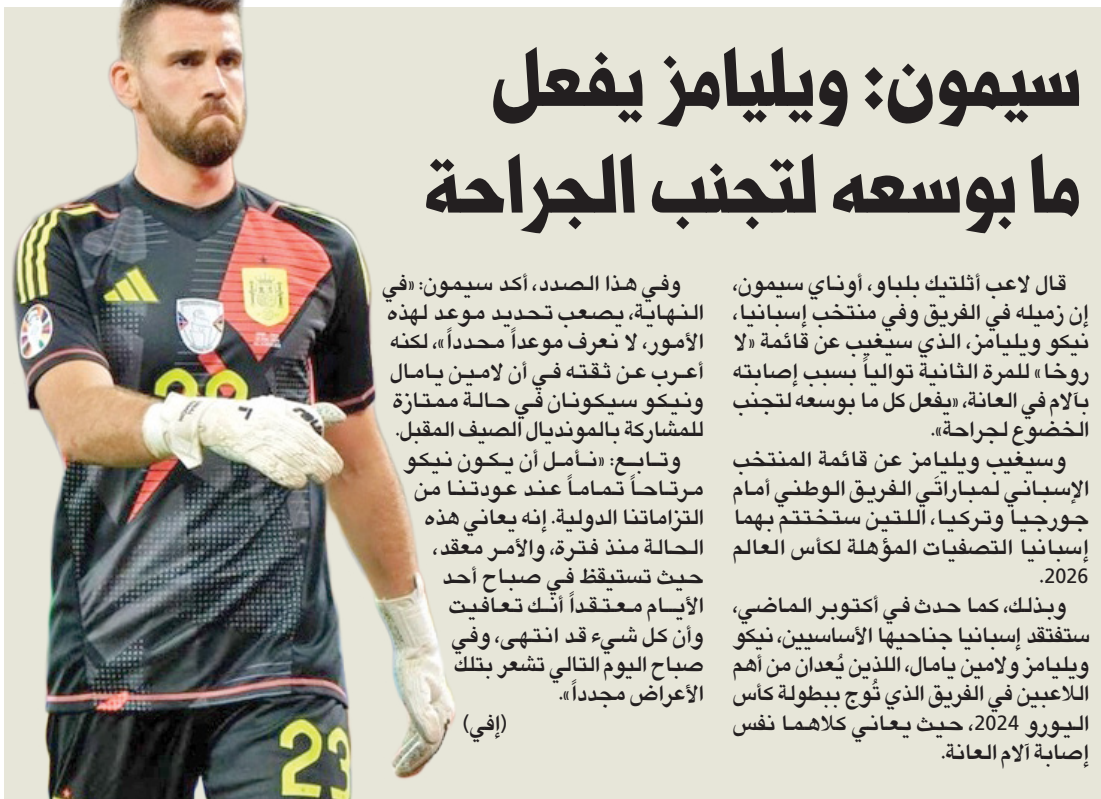 سيمون: ويليامز يفعل
ما بوسعه لتجنب الجراحة
قال لاعب أثلتيك بلباو، أوناي سيمون،
إن زميله في الفريق وفي منتخب إسبانيا،
نيكو ويليامز، الذي سيغيب عن قائمة «لا
روخا» للمرة الثانية توالياً بسبب إصابته
بآلام في العانة، «يفعل كل ما بوسعه لتجنب
الخضوع لجراحة».
وسيغيب ويليامز عن قائمة المنتخب
الإسباني لمباراتَي الفريق الوطني أمام
جورجيا وتركيا، اللتين ستختتم بهما
إسبانيا التصفيات المؤهلة لكأس العالم
2026.
وبذلك، كما حدث في أكتوبر الماضي،
ستفتقد إسبانيا جناحيها الأساسيين، نيكو
ويليامز ولامين يامال، اللذين يُعدان من أهم
اللاعبين في الفريق الذي تُوج ببطولة كأس
اليورو 2024، حيث يعاني كلاهما نفس
إصابة آلام العانة.
وفي هذا الصدد، أكد سيمون: «في
النهاية، يصعب تحديد موعد لهذه
الأمور، لا نعرف موعداً محدداً»، لكنه
أعرب عن ثقته في أن لامين يامال
ونيكو سيكونان في حالة ممتازة
للمشاركة بالمونديال الصيف المقبل.
وتابع: «نأمل أن يكون نيكو
مرتاحاً تماماً عند عودتنا من
التزاماتنا الدولية. إنه يعاني هذه
الحالة منذ فترة، والأمر معقد،
حيث تستيقظ في صباح أحد
الأيام معتقداً أنك تعافيت
وأن كل شيء قد انتهى، وفي
صباح اليوم التالي تشعر بتلك
الأعراض مجدداً».
(إفي)
23